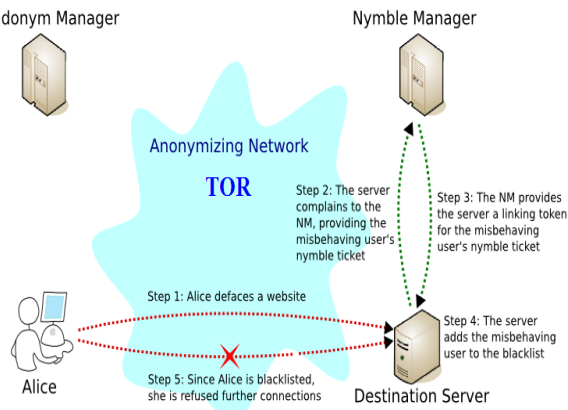 donym Manager
Nymble Manager
Anonymizing Network
TOR
Step 2: The server
complains to the
NM, providing the
misbehaving user's
nymble ticket
Step 3: The NM provides
the server a linking token
for the misbehaving
user's nymble ticket
Step 1: Alice defaces a website
Step 4: The server
adds the misbehaving
user to the blacklist
Step 5: Since Alice is blacklisted,
she is refused further connections
Alice
Destination Server